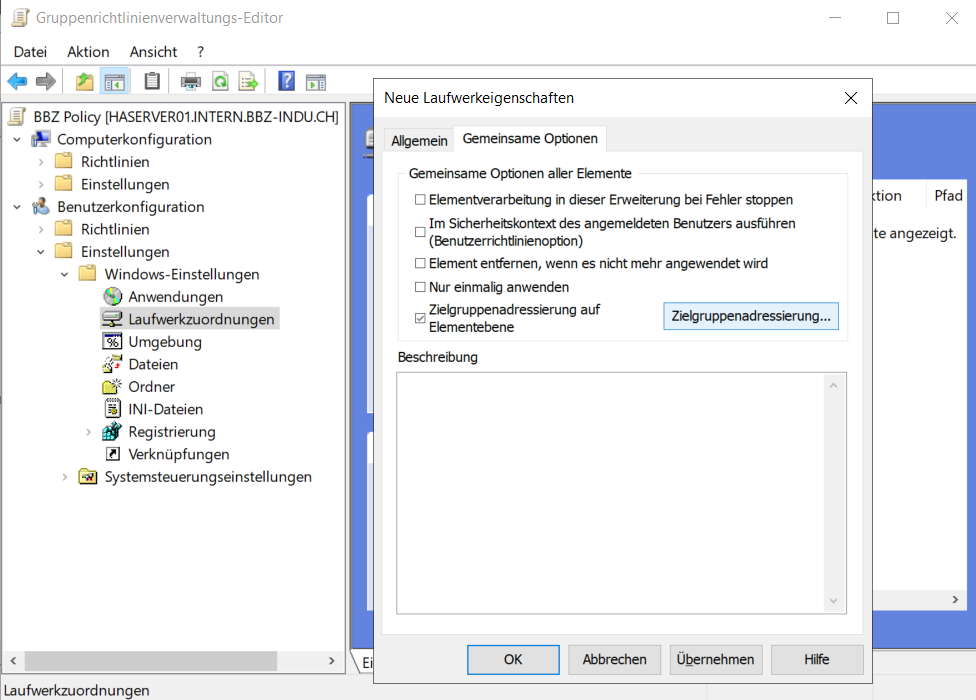 Gruppenrichtlinienverwaltungs-Editor
Datei Aktion Ansicht ?
BBZ Policy [HASERVER01.INTERN.BBZ-INDU.CH]
Computerkonfiguration
Richtlinien
Einstellungen
Benutzerkonfiguration
Richtlinien
Einstellungen
Windows-Einstellungen
Anwendungen
Laufwerkzuordnungen
Umgebung
Dateien
Ordner
INI-Dateien
Registrierung
Verknüpfungen
Systemsteuerungseinstellungen
Neue Laufwerkeigenschaften
Allgemein Gemeinsame Optionen
Gemeinsame Optionen aller Elemente
Elementverarbeitung in dieser Erweiterung bei Fehler stoppen
Im Sicherheitskontext des angemeldeten Benutzers ausführen
(Benutzerrichtlinienoption)
Element entfernen, wenn es nicht mehr angewendet wird
Nur einmalig anwenden
Zielgruppenadressierung auf
Elementebene
Zielgruppenadressierung...
Beschreibung
OK Abbrechen Übernehmen Hilfe
ktion Pfad
te angezeigt.
Ei
Laufwerkzuordnungen